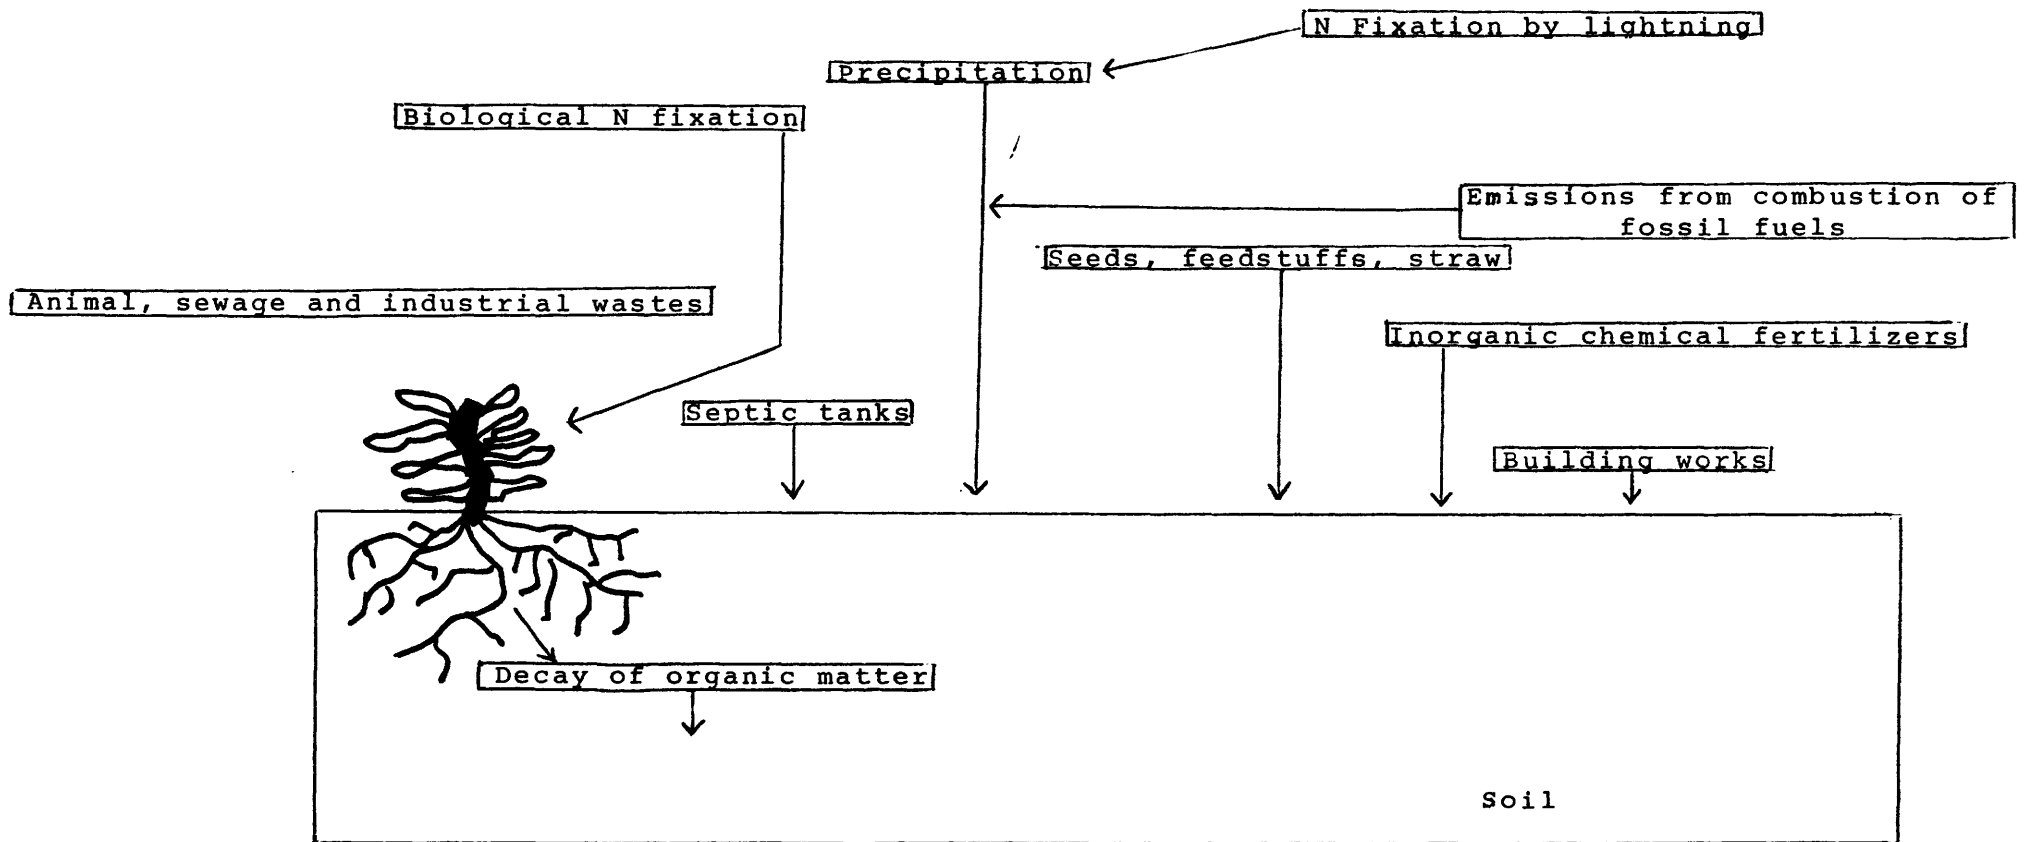 N Fixation by lightning
Precipitation
Biological N fixation
Emissions from combustion of
fossil fuels
Seeds, feedstuffs, straw
Animal, sewage and industrial wastes
Inorganic chemical fertilizers
Septic tanks
Building works
Decay of organic matter
Soil